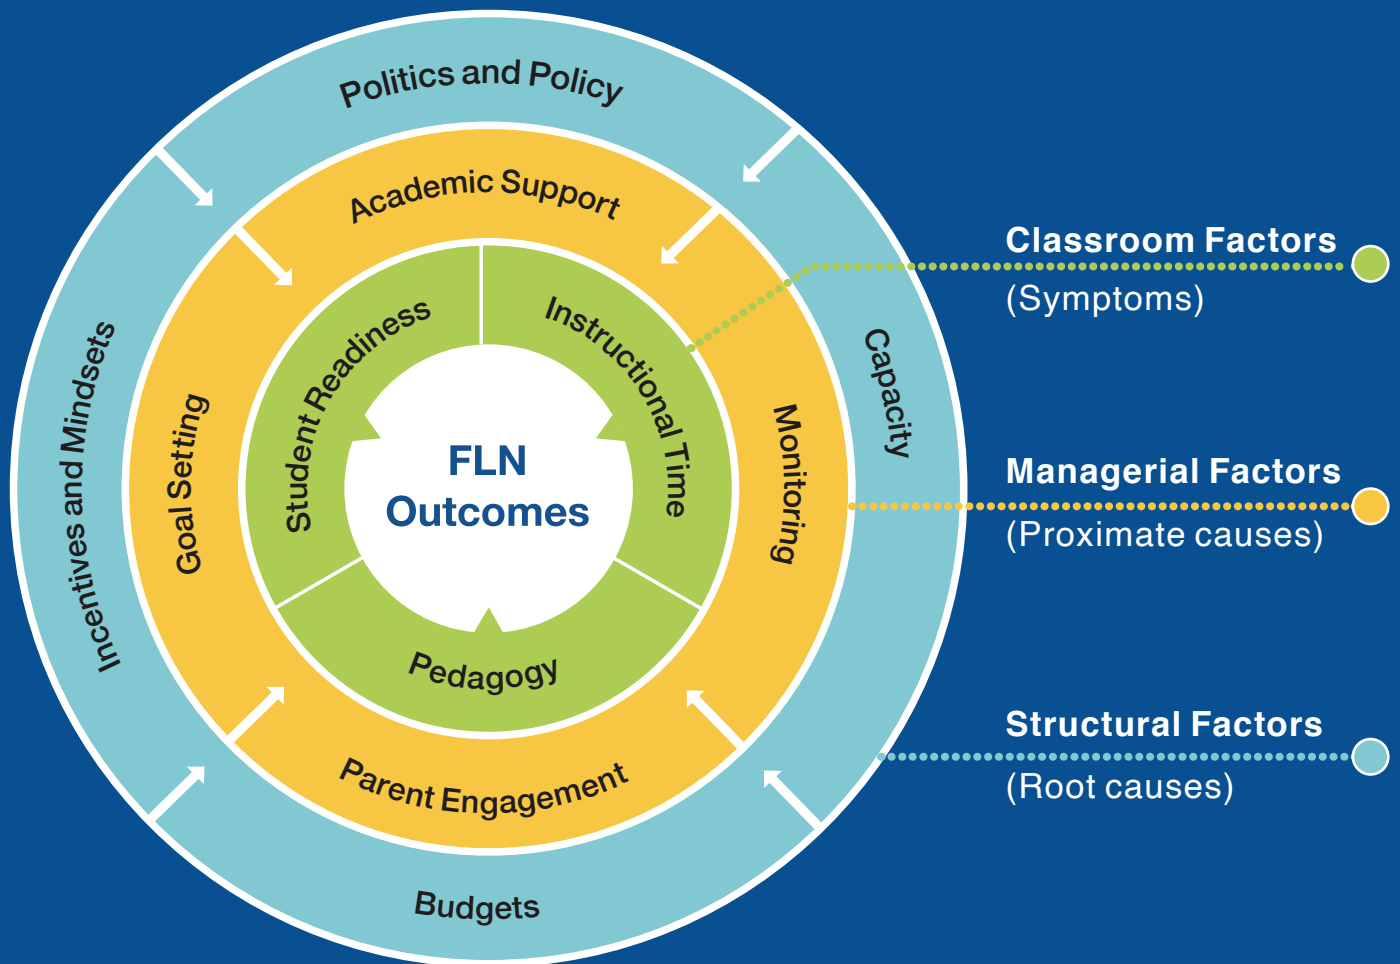 Politics and Policy
Academic Support
Student Readiness
Instructional Time
Incentives and Mindsets
Goal Setting
FLN
Outcomes
Monitoring
Capacity
Pedagogy
Parent Engagement
Budgets
Classroom Factors
(Symptoms)
Managerial Factors
(Proximate causes)
Structural Factors
(Root causes)